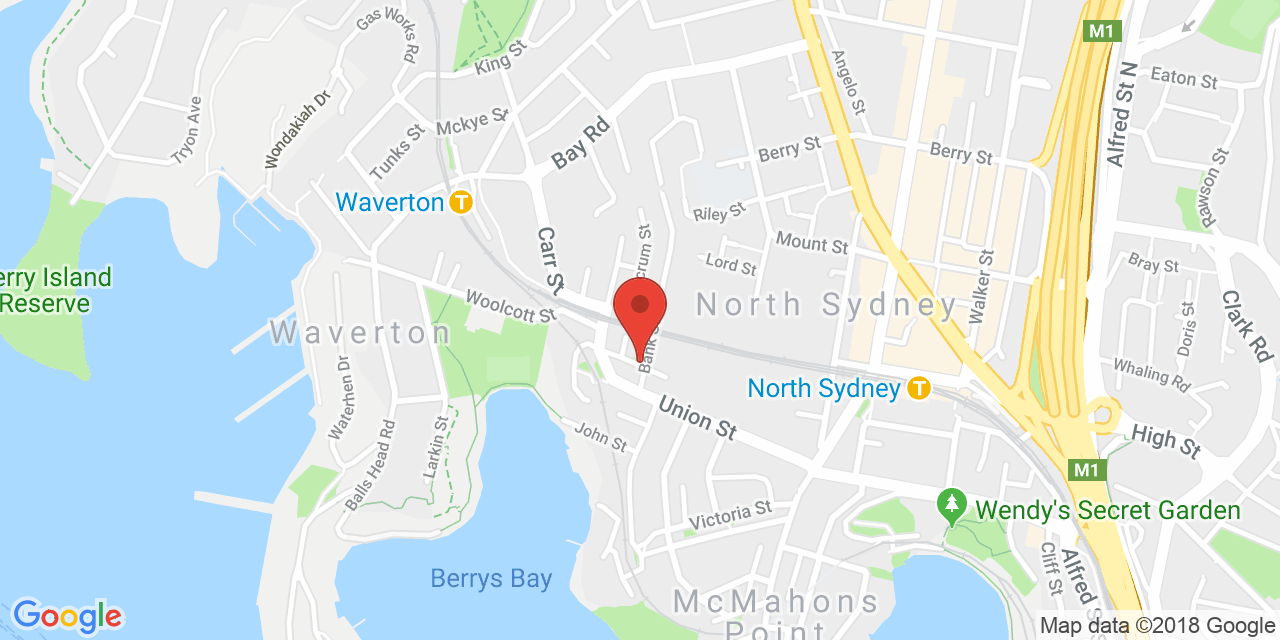 M1
Gas Works Rd
King St
Angelo St
Eaton St
Alfred St N
Wondakiah Dr
Tryon Ave
Mckye St
Tunks St
Bay Rd
Berry St
Berry St
Rawson St
Waverton
T
Riley St
Carr St
crum St
Mount St
Lord St
Walker St
Bray St
erry Island
Reserve
Woolcott St
North Sydney
Doris St
Clark Rd
Waverton
Bank S
Whaling Rd
Waterhen Dr
North Sydney
T
Union St
Larkin St
Balls Head Rd
John St
High St
M1
Victoria St
Wendy's Secret Garden
Berrys Bay
Cliff St
Alfred S
McMahons
Point
Google
Map data ©2018 Google